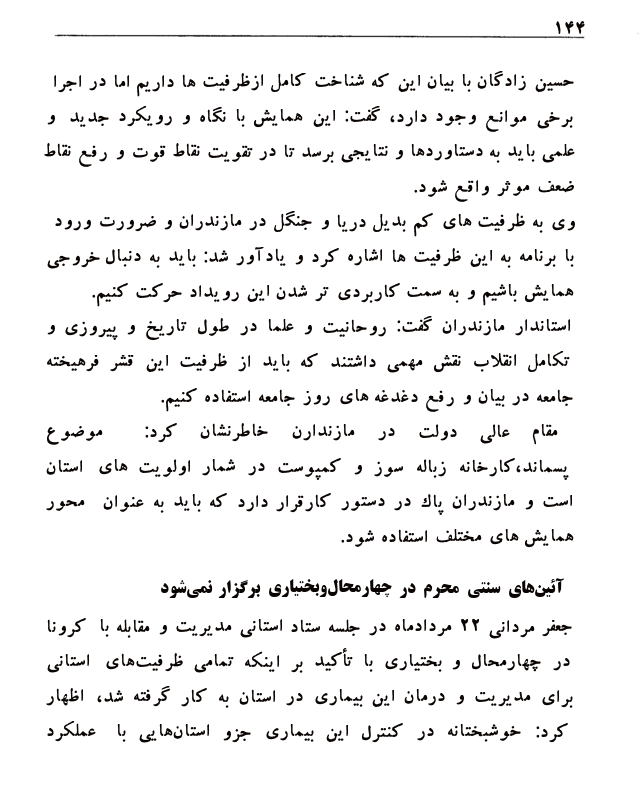 ۱۴۴
حسین زادگان با بیان این که شناخت کامل ازظرفیت ها داریم اما در اجرا
برخی موانع وجود دارد، گفت: این همایش با نگاه و رویکرد جدید و
علمی باید به دستاوردها و نتایجی برسد تا در تقویت نقاط قوت و رفع نقاط
ضعف موثر واقع شود.
وی به ظرفیت های کم بدیل دریا و جنگل در مازندران و ضرورت ورود
با برنامه به این ظرفیت ها اشاره کرد و یادآور شد: باید به دنبال خروجی
همایش باشیم و به سمت کاربردی تر شدن این رویداد حرکت کنیم.
استاندار مازندران گفت: روحانیت و علما در طول تاریخ و پیروزی و
تکامل انقلاب نقش مهمی داشتند که باید از ظرفیت این قشر فرهیخته
جامعه در بیان و رفع دغدغه های روز جامعه استفاده کنیم.
مقام عالی دولت در مازندارن خاطرنشان کرد: موضوع
پسماند،کارخانه زباله سوز و کمپوست در شمار اولویت های استان
است و مازندران پاک در دستور کارقرار دارد که باید به عنوان محور
همایش های مختلف استفاده شود.
آئین‌های سنتی محرم در چهارمحال‌وبختیاری برگزار نمی‌شود
جعفر مردانی ۲۲ مردادماه در جلسه ستاد استانی مدیریت و مقابله با کرونا
در چهارمحال و بختیاری با تأکید بر اینکه تمامی ظرفیت‌های استانی
برای مدیریت و درمان این بیماری در استان به کار گرفته شد، اظهار
کرد: خوشبختانه در کنترل این بیماری جزو استان‌هایی با عملکرد